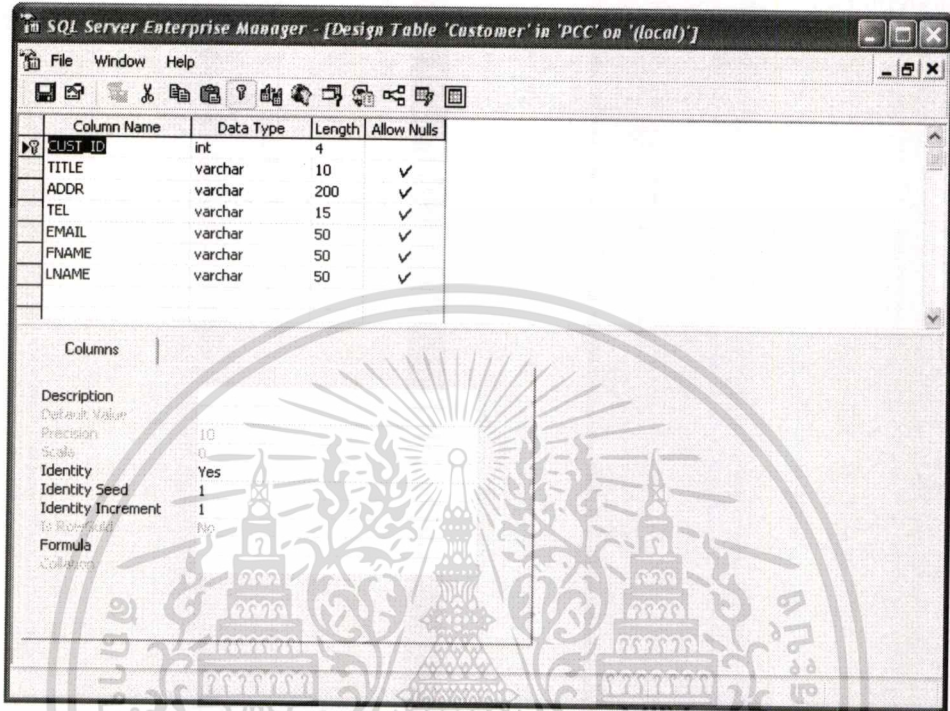 SQL Server Enterprise Manager - [Design Table 'Customer' in 'PCC' on '(local)']
File Window Help
Column Name Data Type Length Allow Nulls
CUST_ID int 4
TITLE varchar 10
ADDR varchar 200
TEL varchar 15
EMAIL varchar 50
FNAME varchar 50
LNAME varchar 50
Columns
Description
Default Value
Precision 10
Scale 0
Identity Yes
Identity Seed 1
Identity Increment 1
Is RowGuid No
Formula
Collation